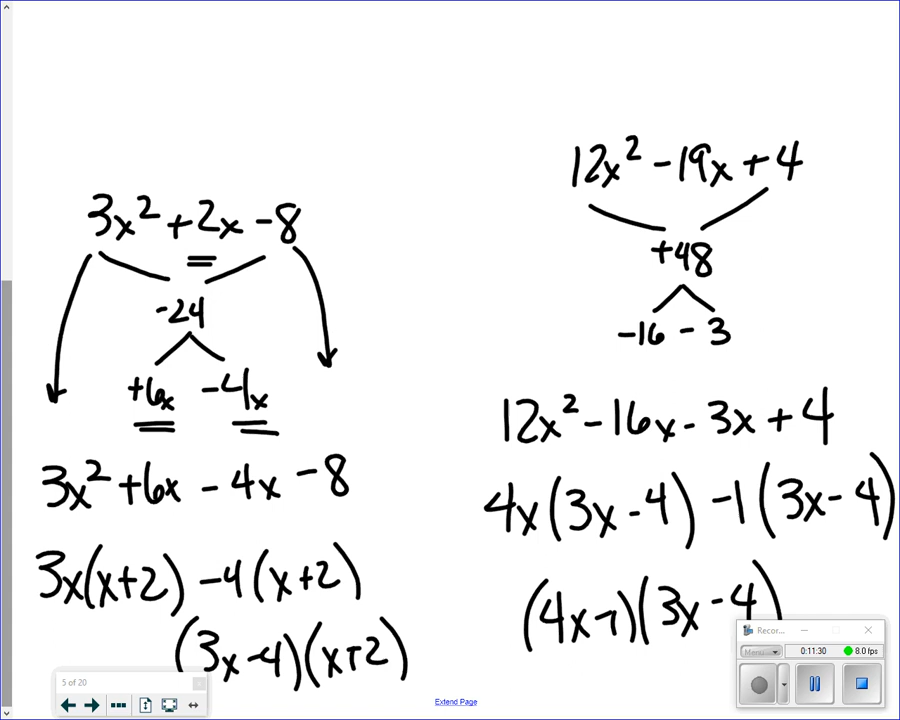 3x² + 2x - 8
-24
+6x -4x
3x² + 6x - 4x - 8
3x(x+2) - 4(x+2)
(3x-4)(x+2)
12x² - 19x + 4
+48
-16 - 3
12x² - 16x - 3x + 4
4x(3x-4) - 1(3x-4)
(4x-1)(3x-4)
Recor...
Menu...
0:11:30
8.0 fps
5 of 20
Extend Page